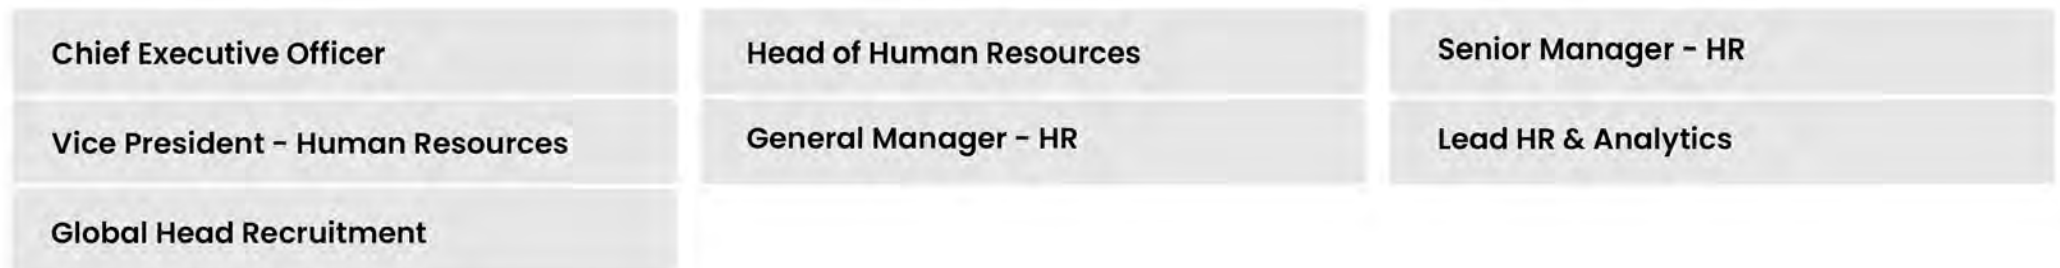 Chief Executive Officer
Head of Human Resources
Senior Manager - HR
Vice President - Human Resources
General Manager - HR
Lead HR & Analytics
Global Head Recruitment